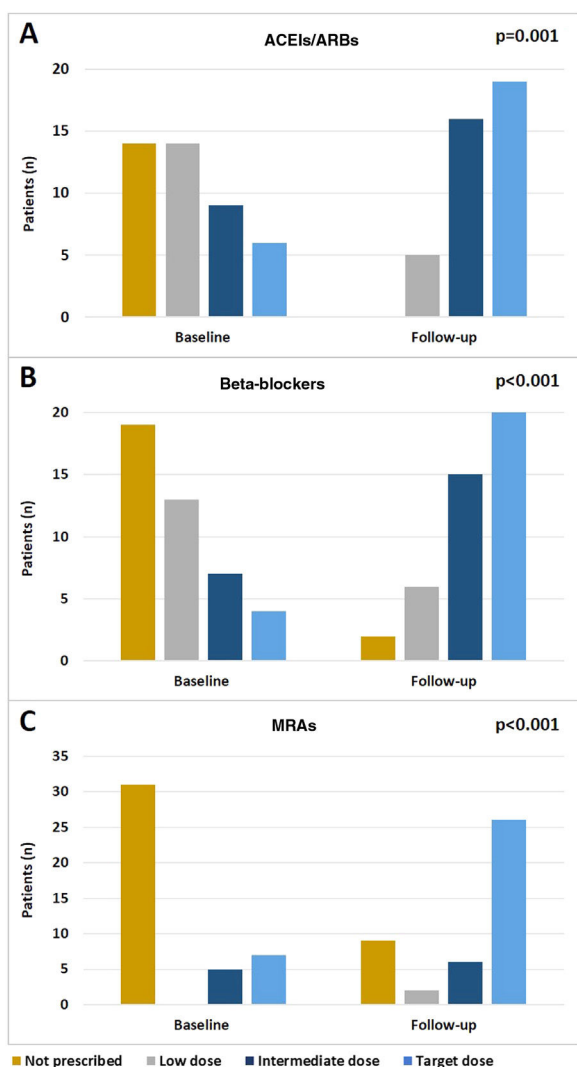 A
ACEIs/ARBs
p=0.001
Patients (n)
20
15
10
5
0
Baseline
Follow-up
B
Beta-blockers
p<0.001
Patients (n)
20
15
10
5
0
Baseline
Follow-up
C
MRAs
p<0.001
Patients (n)
35
30
25
20
15
10
5
0
Baseline
Follow-up
Not prescribed Low dose Intermediate dose Target dose